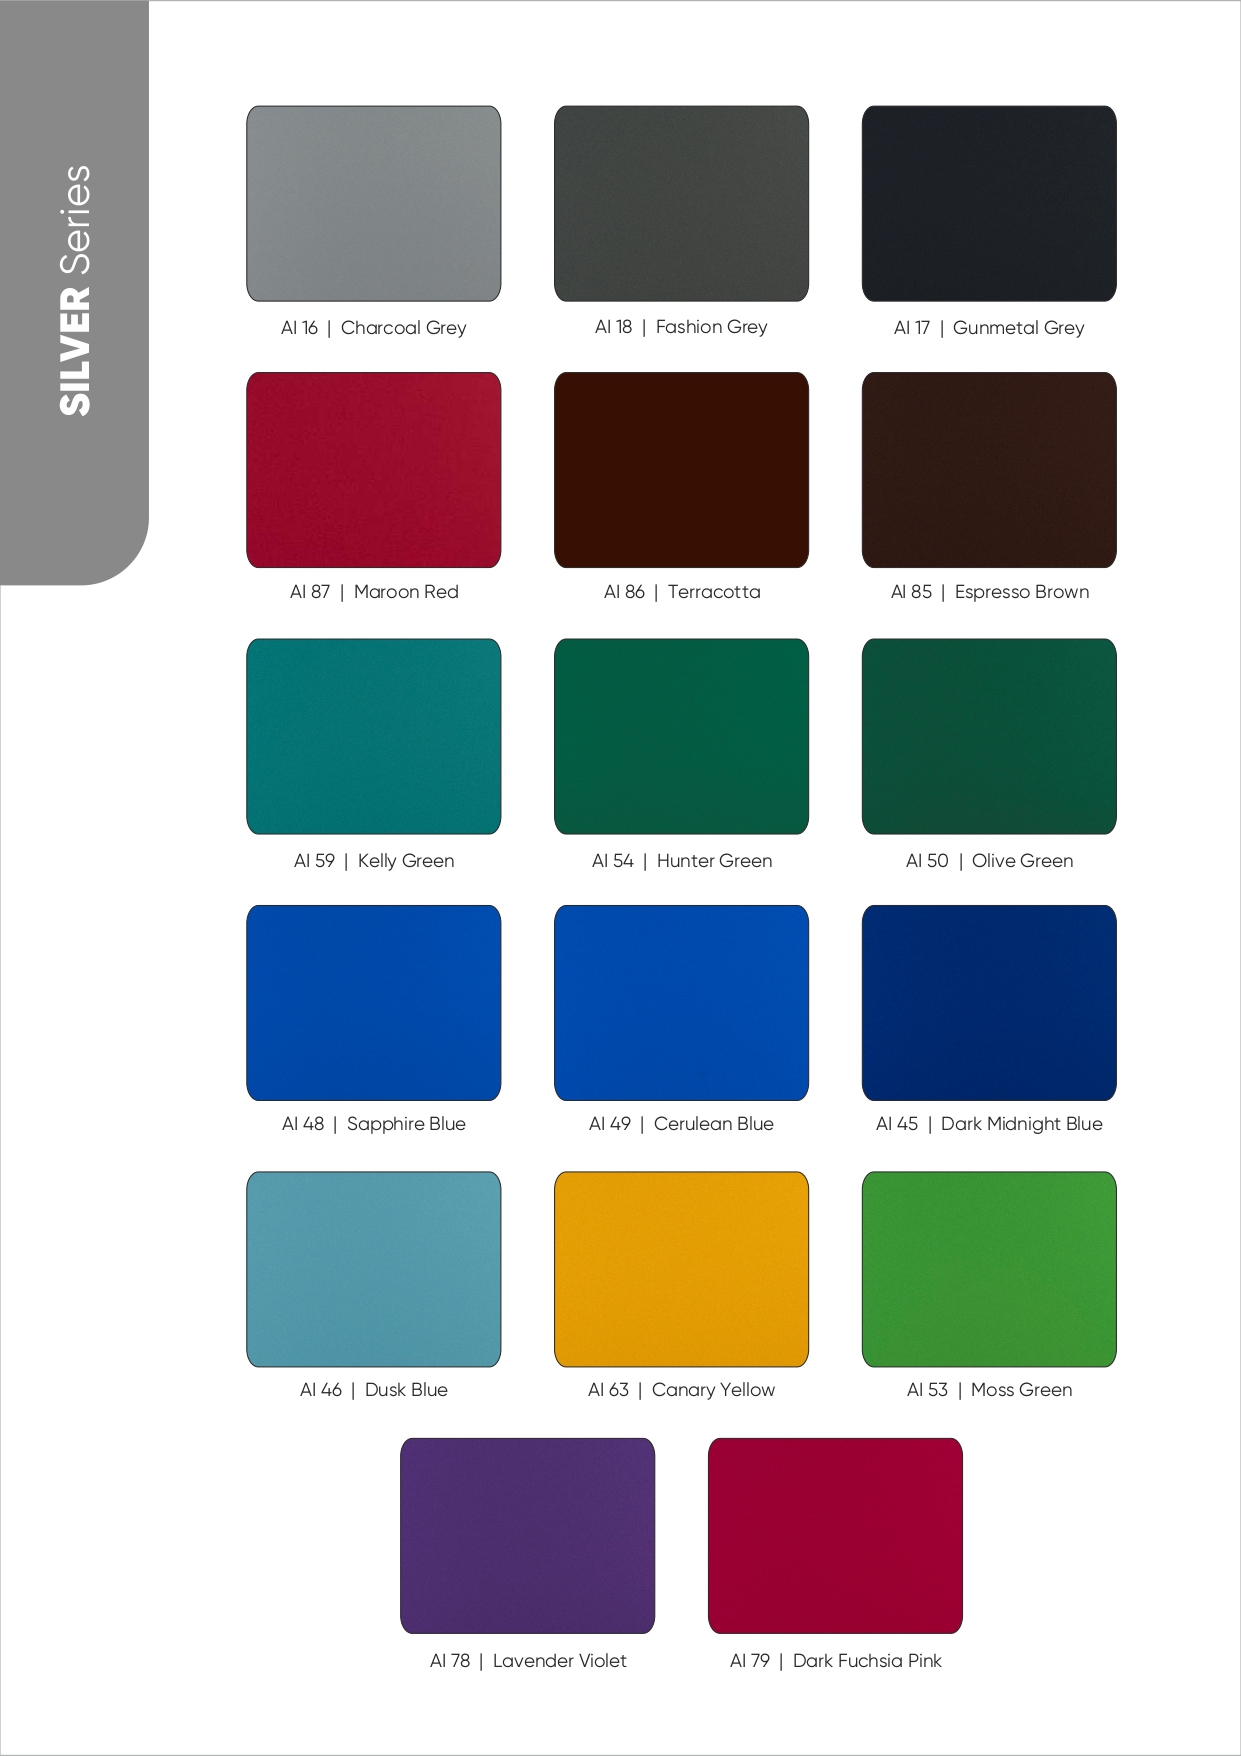 SILVER Series
AI 16 | Charcoal Grey
AI 18 | Fashion Grey
AI 17 | Gunmetal Grey
AI 87 | Maroon Red
AI 86 | Terracotta
AI 85 | Espresso Brown
AI 59 | Kelly Green
AI 54 | Hunter Green
AI 50 | Olive Green
AI 48 | Sapphire Blue
AI 49 | Cerulean Blue
AI 45 | Dark Midnight Blue
AI 46 | Dusk Blue
AI 63 | Canary Yellow
AI 53 | Moss Green
AI 78 | Lavender Violet
AI 79 | Dark Fuchsia Pink